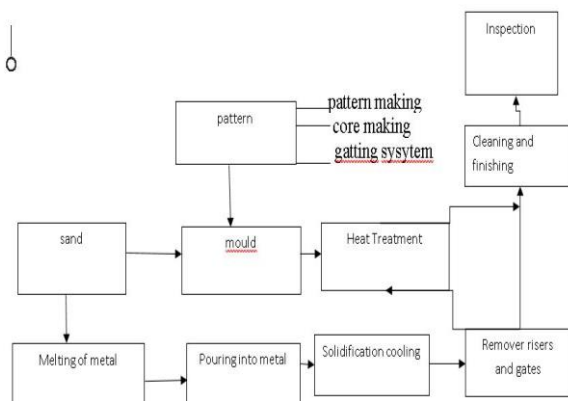 Inspection
pattern
pattern making
core making
gatting sysytem
Cleaning and
finishing
sand
mould
Heat Treatment
Melting of metal
Pouring into metal
Solidification cooling
Remover risers
and gates